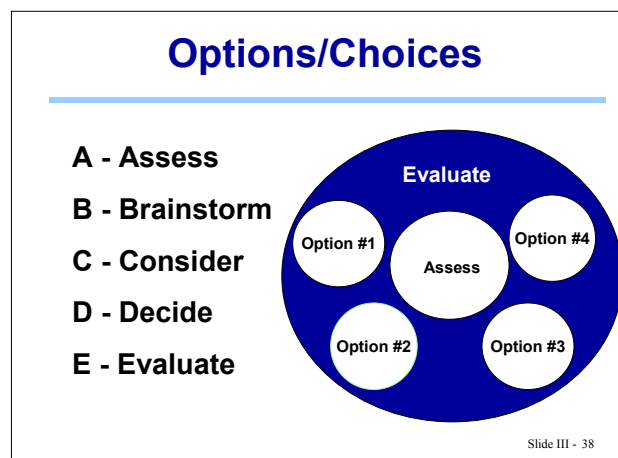 Options/Choices
A - Assess
B - Brainstorm
C - Consider
D - Decide
E - Evaluate
Evaluate
Option #1
Option #4
Assess
Option #2
Option #3
Slide III - 38